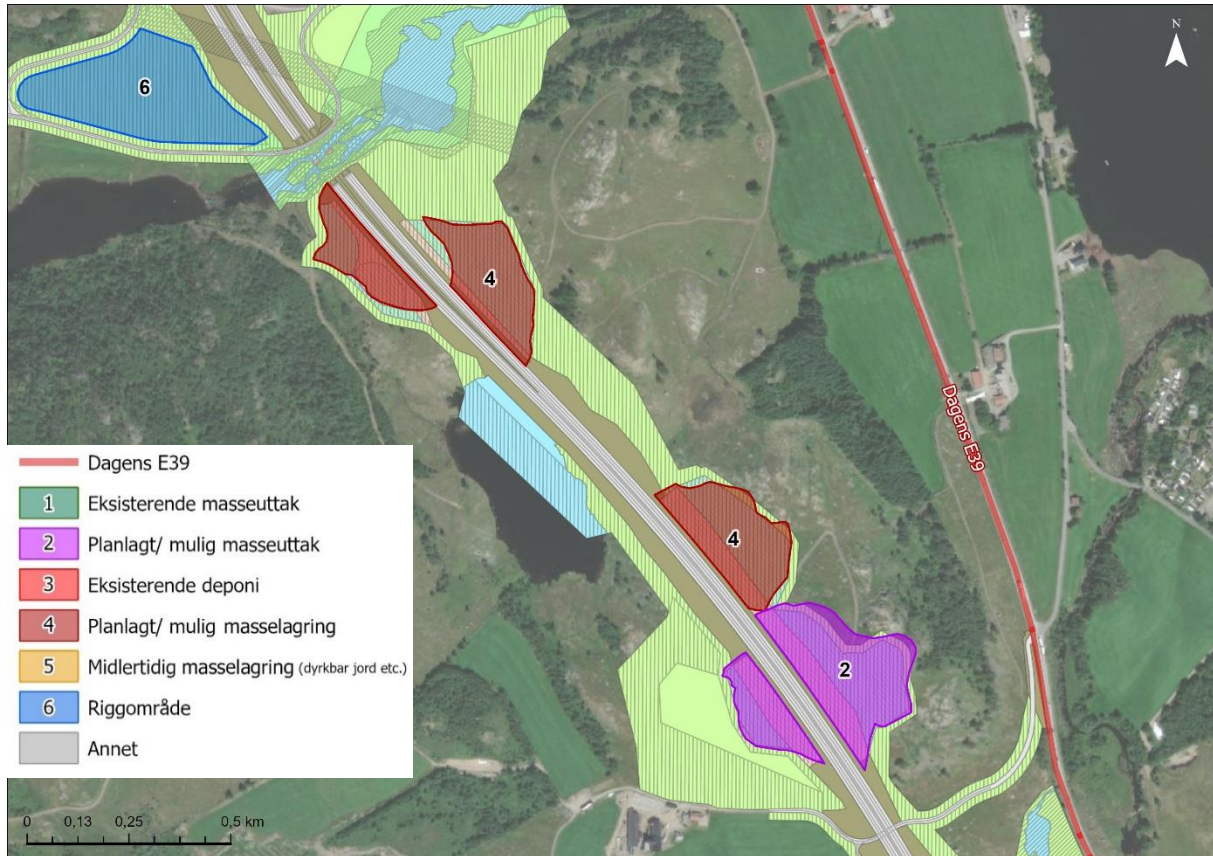 N
6
4
Dagens E39
4
2
Dagens E39
1 Eksisterende masseuttak
2 Planlagt/ mulig masseuttak
3 Eksisterende deponi
4 Planlagt/ mulig masselagring
5 Midlertidig masselagring (dyrkbar jord etc.)
6 Riggområde
Annet
0 0,13 0,25 0,5 km